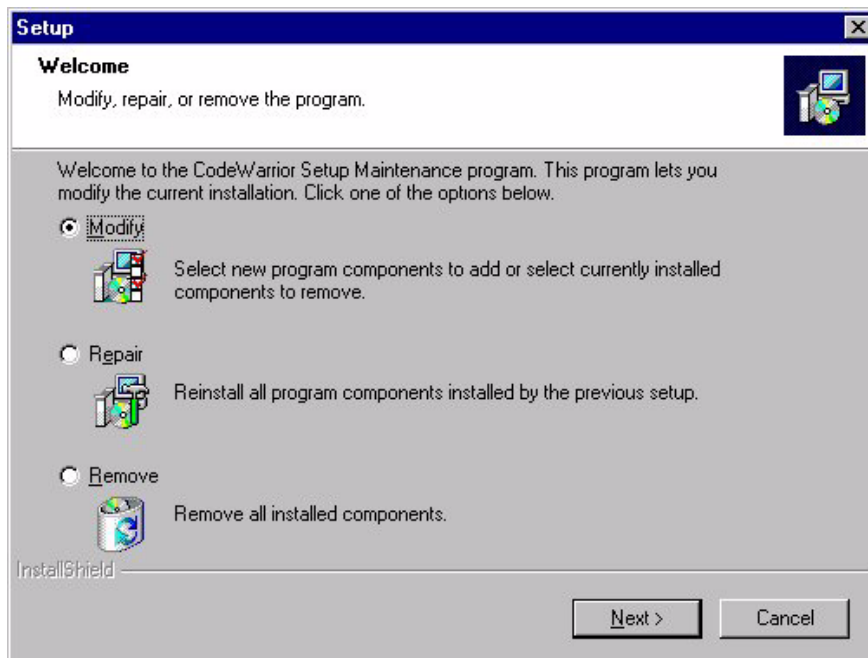 Setup
Welcome
Modify, repair, or remove the program.
Welcome to the CodeWarrior Setup Maintenance program. This program lets you
modify the current installation. Click one of the options below.
Modify
Select new program components to add or select currently installed
components to remove.
Repair
Reinstall all program components installed by the previous setup.
Remove
Remove all installed components.
InstallShield
Next >
Cancel